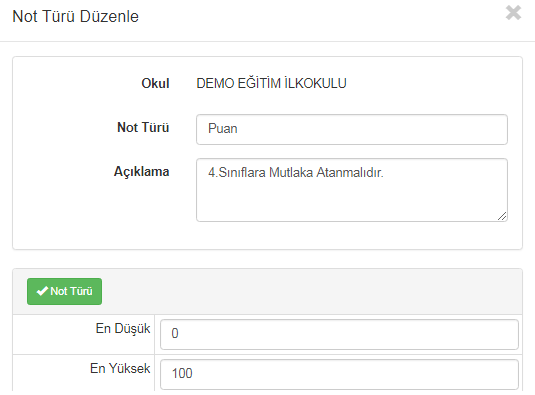 Not Türü Düzenle
Okul DEMO EĞİTİM İLKOKULU
Not Türü Puan
Açıklama 4.Sınıflara Mutlaka Atanmalıdır.
Not Türü
En Düşük 0
En Yüksek 100